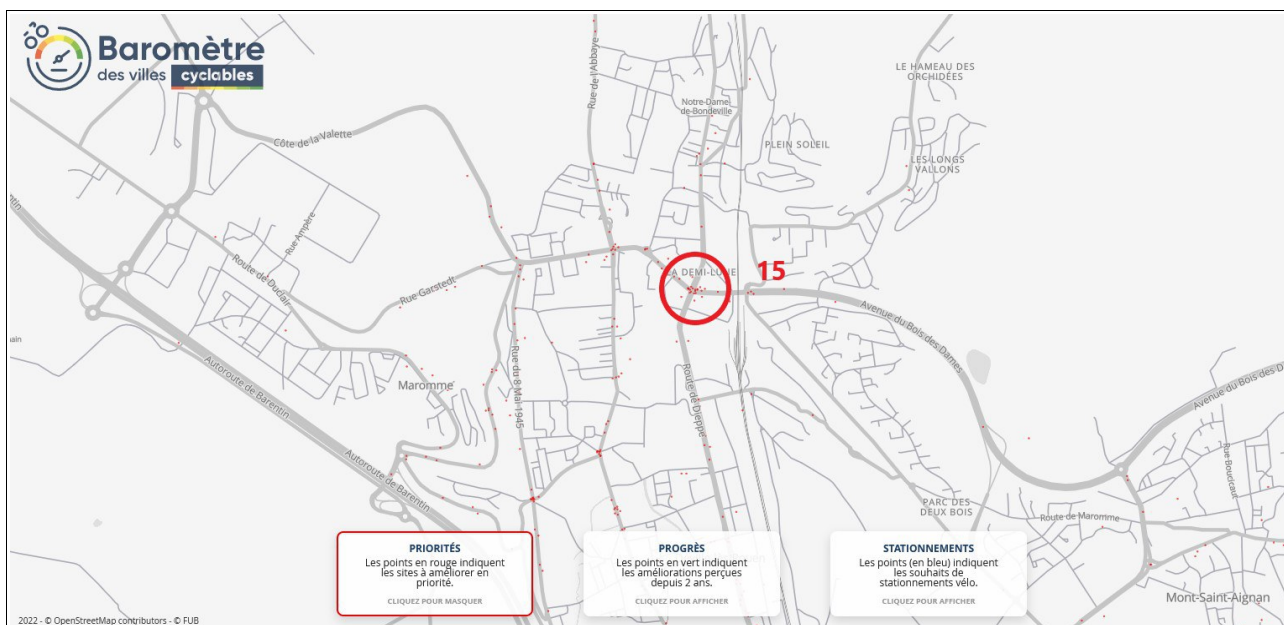 Baromètre
des villes cyclables
Rue de l'Abbaye
LE HAMEAU DES
ORCHIDÉES
Notre-Dame-
de-Bondeville
Côte de la Valette
PLEIN SOLEIL
LES LONGS
VALLONS
Rue Ampère
Route de Duclair
LA DEMI-LUNE
15
Rue Garstedt
Avenue du Bois des Dames
Maromme
Rue du 8 Mai 1945
Route de Dieppe
Autoroute de Barentin
Avenue du Bois des D
Rue Boucicaut
Autoroute de Barentin
PARC DES
DEUX BOIS
Route de Maromme
PRIORITÉS
Les points en rouge indiquent
les sites à améliorer en
priorité.
CLIQUEZ POUR MASQUER
PROGRÈS
Les points en vert indiquent
les améliorations perçues
depuis 2 ans.
CLIQUEZ POUR AFFICHER
STATIONNEMENTS
Les points (en bleu) indiquent
les souhaits de
stationnements vélo.
CLIQUEZ POUR AFFICHER
Mont-Saint-Aignan
2022 - © OpenStreetMap contributors - © FUB